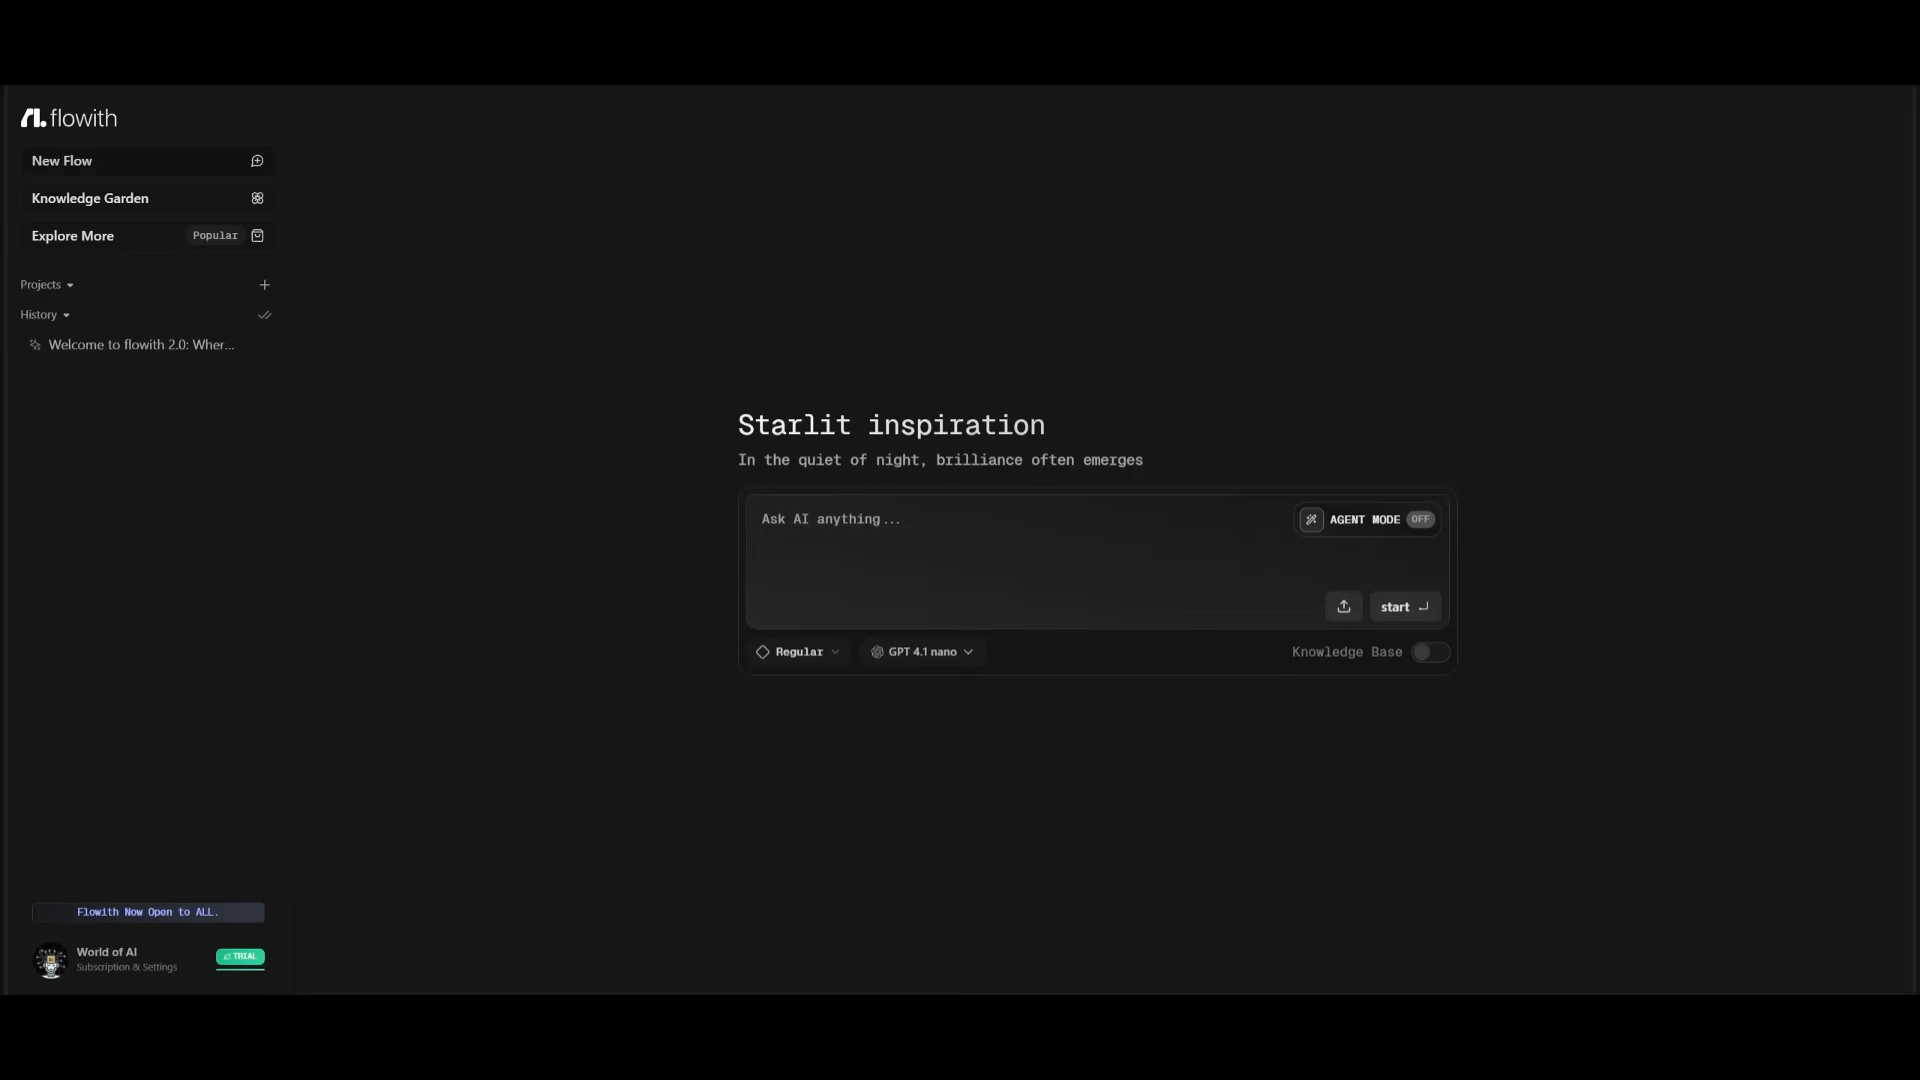 flowith
New Flow
Knowledge Garden
Explore More Popular
Projects
History
Welcome to flowith 2.0: Wher...
Starlit inspiration
In the quiet of night, brilliance often emerges
Ask AI anything...
AGENT MODE OFF
start
Regular GPT 4.1 nano Knowledge Base
Flowith Now Open to ALL.
World of AI
Subscription & Settings
TRIAL